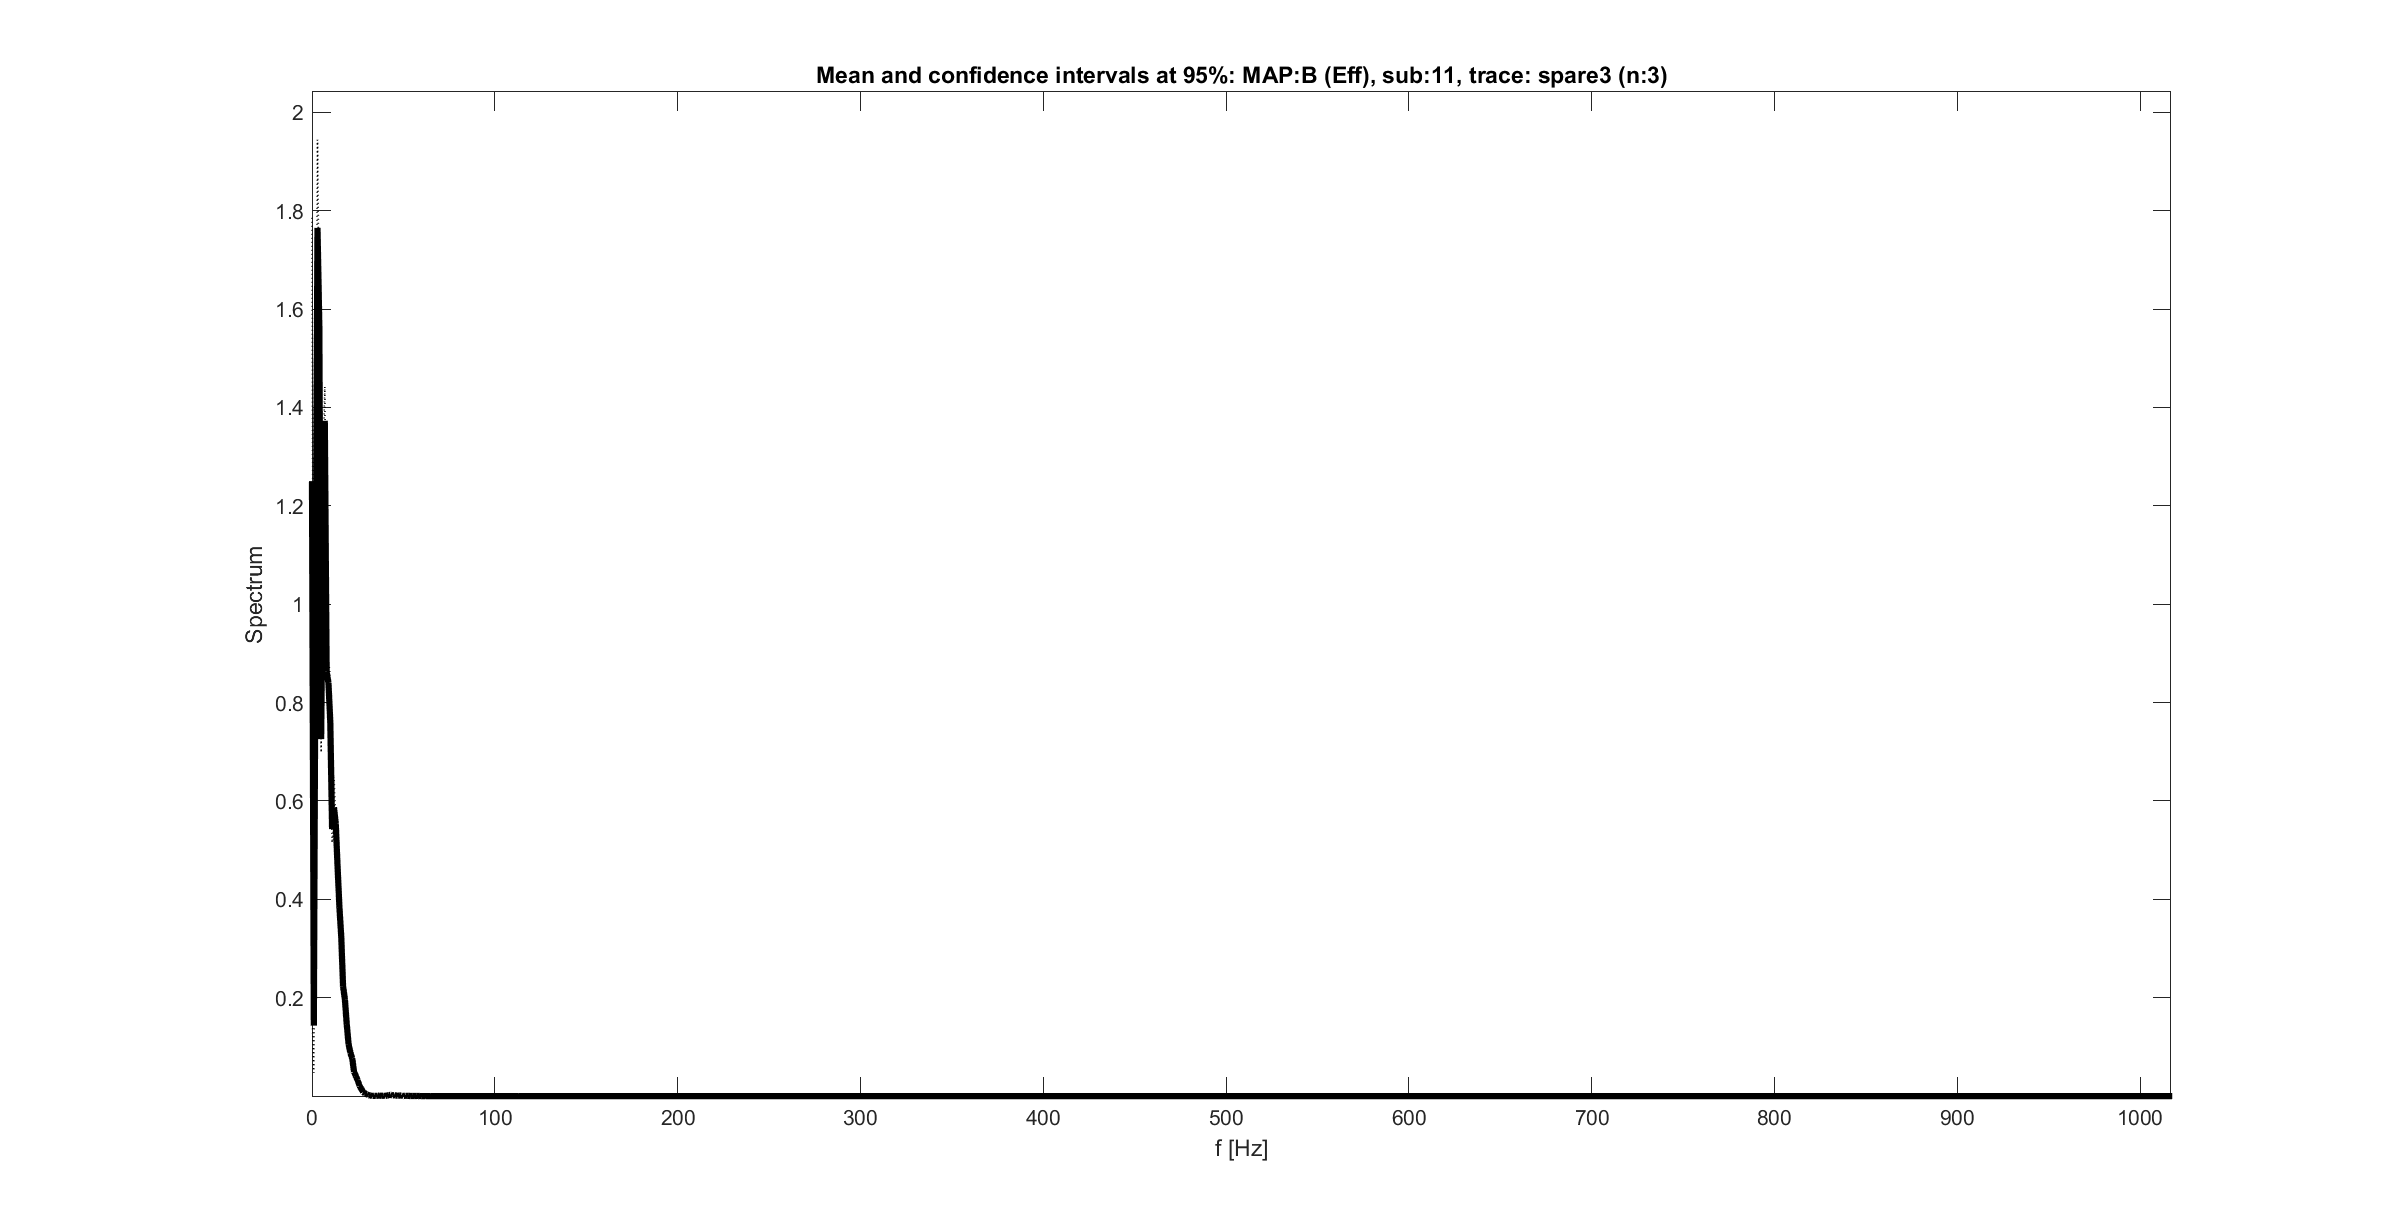 Mean and confidence intervals at 95%: MAP:B (Eff), sub:11, trace: spare3 (n:3)
2
1.8
1.6
1.4
1.2
1
0.8
0.6
0.4
0.2
Spectrum
0 100 200 300 400 500 600 700 800 900 1000
f [Hz]